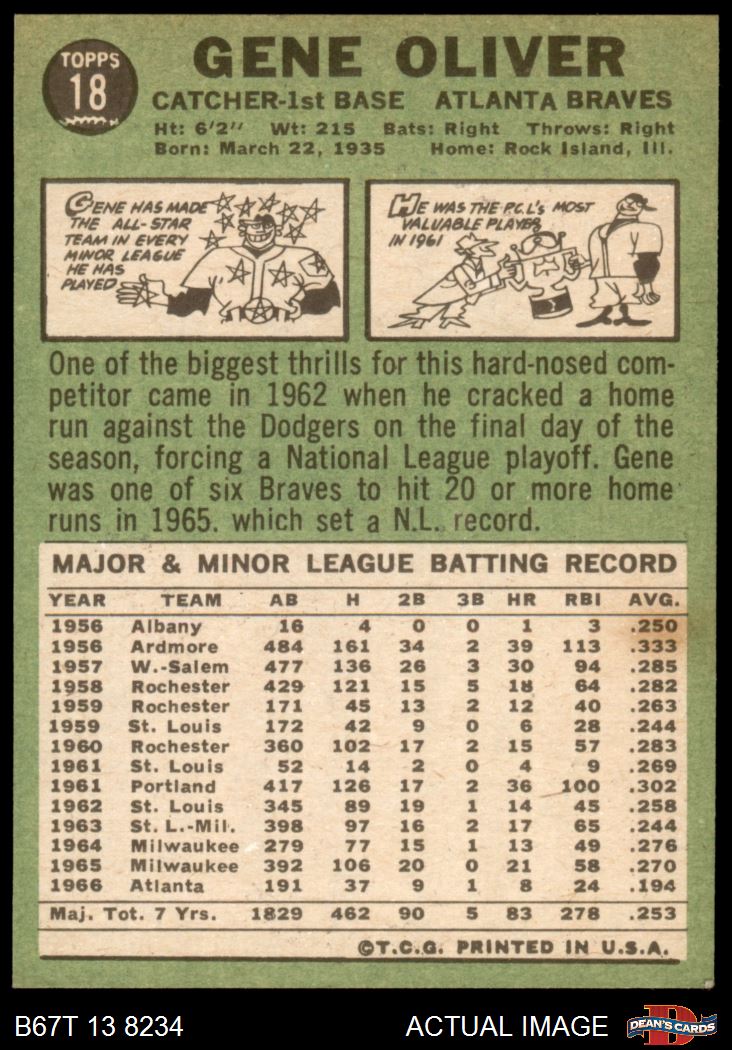 TOPPS
18
GENE OLIVER
CATCHER-1st BASE ATLANTA BRAVES
Ht: 6'2" Wt: 215 Bats: Right Throws: Right
Born: March 22, 1935 Home: Rock Island, Ill.
GENE HAS MADE
THE ALL-STAR
TEAM IN EVERY
MINOR LEAGUE
HE HAS
PLAYED
HE WAS THE P.C.L'S MOST
VALUABLE PLAYER
IN 1961
One of the biggest thrills for this hard-nosed com-
petitor came in 1962 when he cracked a home
run against the Dodgers on the final day of the
season, forcing a National League playoff. Gene
was one of six Braves to hit 20 or more home
runs in 1965. which set a N.L. record.
MAJOR & MINOR LEAGUE BATTING RECORD
YEAR TEAM AB H 2B 3B HR RBI AVG.
1956 Albany 16 4 0 0 1 3 .250
1956 Ardmore 484 161 34 2 39 113 .333
1957 W.-Salem 477 136 26 3 30 94 .285
1958 Rochester 429 121 15 5 18 64 .282
1959 Rochester 171 45 13 2 12 40 .263
1959 St. Louis 172 42 9 0 6 28 .244
1960 Rochester 360 102 17 2 15 57 .283
1961 St. Louis 52 14 2 0 4 9 .269
1961 Portland 417 126 17 2 36 100 .302
1962 St. Louis 345 89 19 1 14 45 .258
1963 St. L.-Mil. 398 97 16 2 17 65 .244
1964 Milwaukee 279 77 15 1 13 49 .276
1965 Milwaukee 392 106 20 0 21 58 .270
1966 Atlanta 191 37 9 1 8 24 .194
Maj. Tot. 7 Yrs. 1829 462 90 5 83 278 .253
©T.C.G. PRINTED IN U.S.A.
B67T 13 8234
ACTUAL IMAGE
D
DEAN'S CARDS